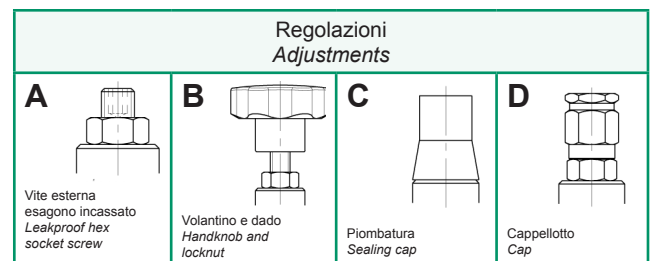 Regolazioni
Adjustments
A
Vite esterna
esagono incassato
Leakproof hex
socket screw
B
Volantino e dado
Handknob and
locknut
C
Piombatura
Sealing cap
D
Cappellotto
Cap